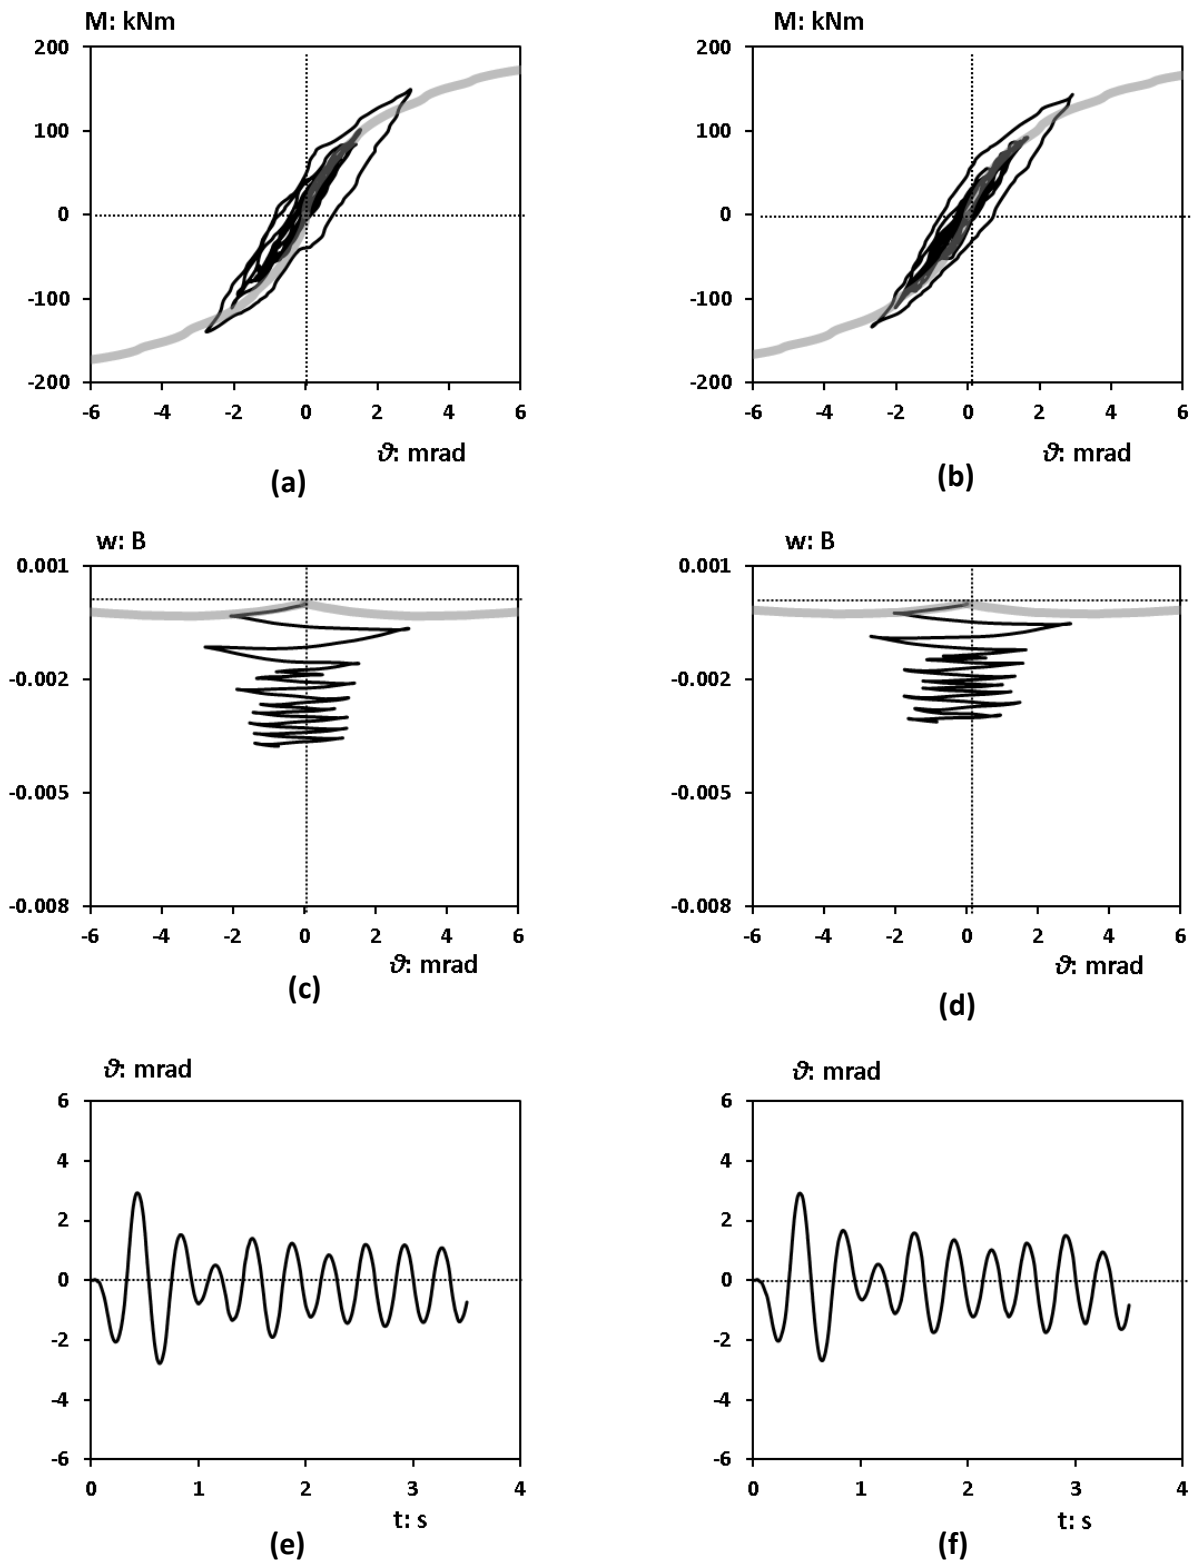 M: kNm
M: kNm
200
100
0
-100
-200
-6 -4 -2 0 2 4 6
ϑ: mrad
(a)
200
100
0
-100
-200
-6 -4 -2 0 2 4 6
ϑ: mrad
(b)
w: B
0.001
-0.002
-0.005
-0.008
-6 -4 -2 0 2 4 6
ϑ: mrad
(c)
w: B
0.001
-0.002
-0.005
-0.008
-6 -4 -2 0 2 4 6
ϑ: mrad
(d)
ϑ: mrad
6
4
2
0
-2
-4
-6
0 1 2 3 4
t: s
(e)
ϑ: mrad
6
4
2
0
-2
-4
-6
0 1 2 3 4
t: s
(f)